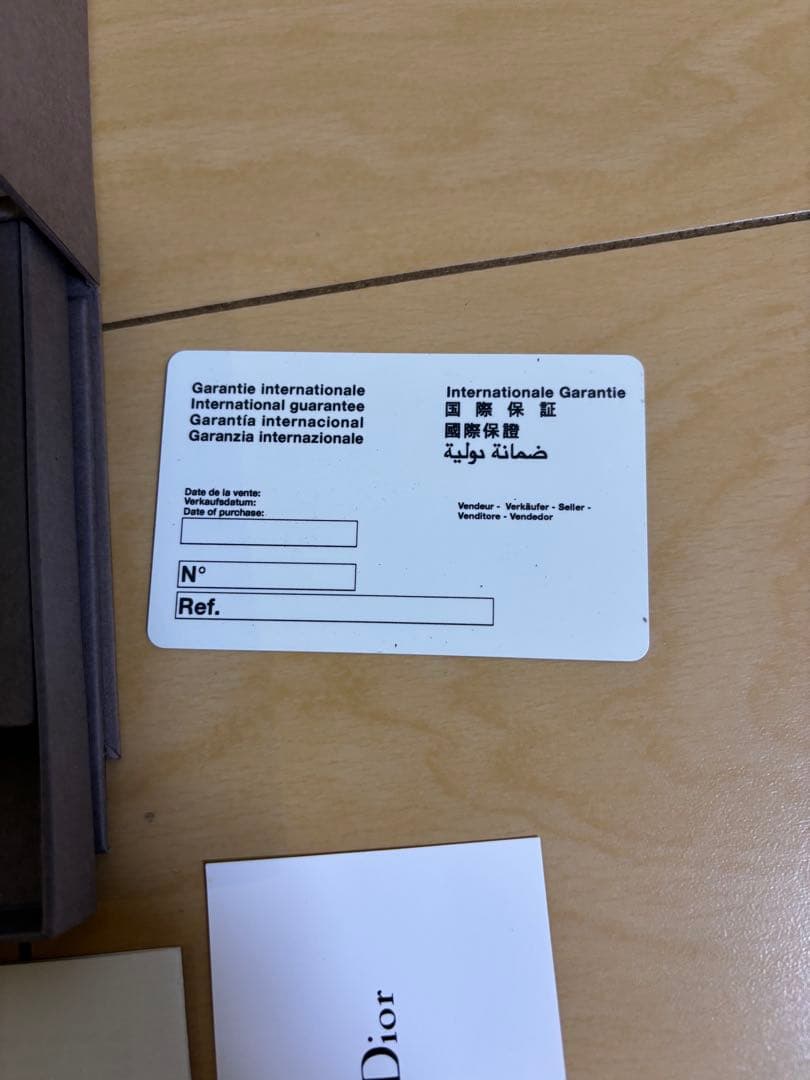 Garantie internationale
International guarantee
Garantía internacional
Garanzia internazionale
Internationale Garantie
国際保証
國際保證
ضمانة دولية
Date de la vente:
Verkaufsdatum:
Date of purchase:
Vendeur - Verkäufer - Seller -
Venditore - Vendedor
N°
Ref.
Dior